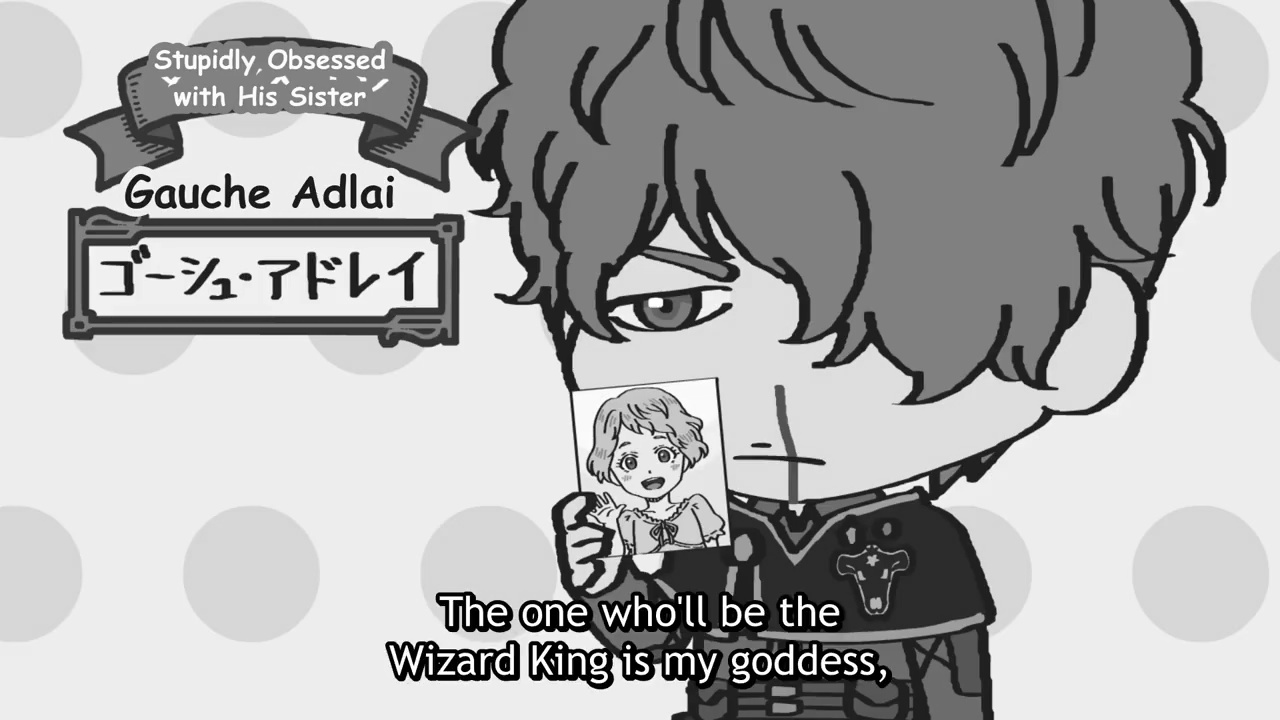 Stupidly Obsessed
with His Sister
Gauche Adlai
ゴーシュ・アドレイ
The one who'll be the
Wizard King is my goddess,